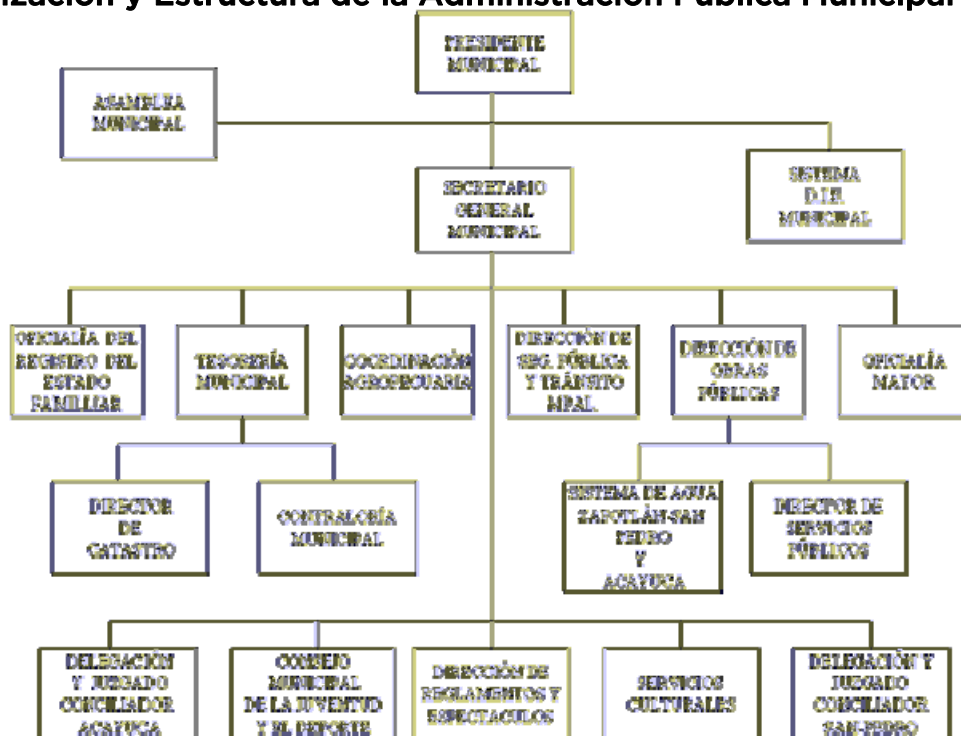 ización y Estructura de la Administración Pública Municipal
PRESIDENTE
MUNICIPAL
ASAMBLEA
MUNICIPAL
SECRETARIO
GENERAL
MUNICIPAL
SISTEMA
D.I.F.
MUNICIPAL
OFICIALÍA DEL
REGISTRO DEL
ESTADO
FAMILIAR
TESORERÍA
MUNICIPAL
COORDINACIÓN
AGROPECUARIA
DIRECCIÓN DE
SEG. PÚBLICA
Y TRÁNSITO
MPAL.
DIRECCIÓN DE
OBRAS
PÚBLICAS
OFICIALÍA
MAYOR
DIRECTOR
DE
CATASTRO
CONTRALORÍA
MUNICIPAL
SISTEMA DE AGUA
ZAPOTLÁN-SAN
PEDRO
Y
ACAYUCA
DIRECTOR DE
SERVICIOS
PÚBLICOS
DELEGACIÓN
Y JUZGADO
CONCILIADOR
ACAYUCA
CONSEJO
MUNICIPAL
DE LA JUVENTUD
Y EL DEPORTE
DIRECCIÓN DE
REGLAMENTOS Y
ESPECTACULOS
SERVICIOS
CULTURALES
DELEGACIÓN Y
JUZGADO
CONCILIADOR
SAN PEDRO